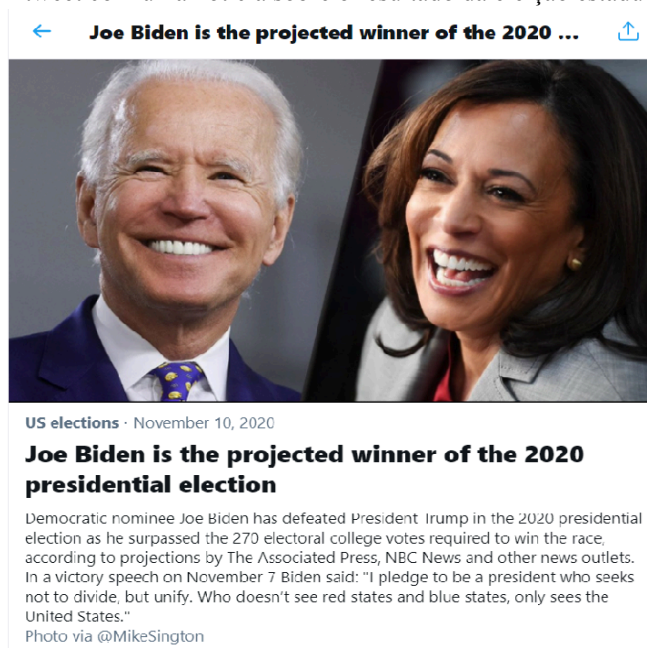 Joe Biden is the projected winner of the 2020 ...
US elections · November 10, 2020
Joe Biden is the projected winner of the 2020
presidential election
Democratic nominee Joe Biden has defeated President Trump in the 2020 presidential
election as he surpassed the 270 electoral college votes required to win the race,
according to projections by The Associated Press, NBC News and other news outlets.
In a victory speech on November 7 Biden said: "I pledge to be a president who seeks
not to divide, but unify. Who doesn't see red states and blue states, only sees the
United States."
Photo via @MikeSington